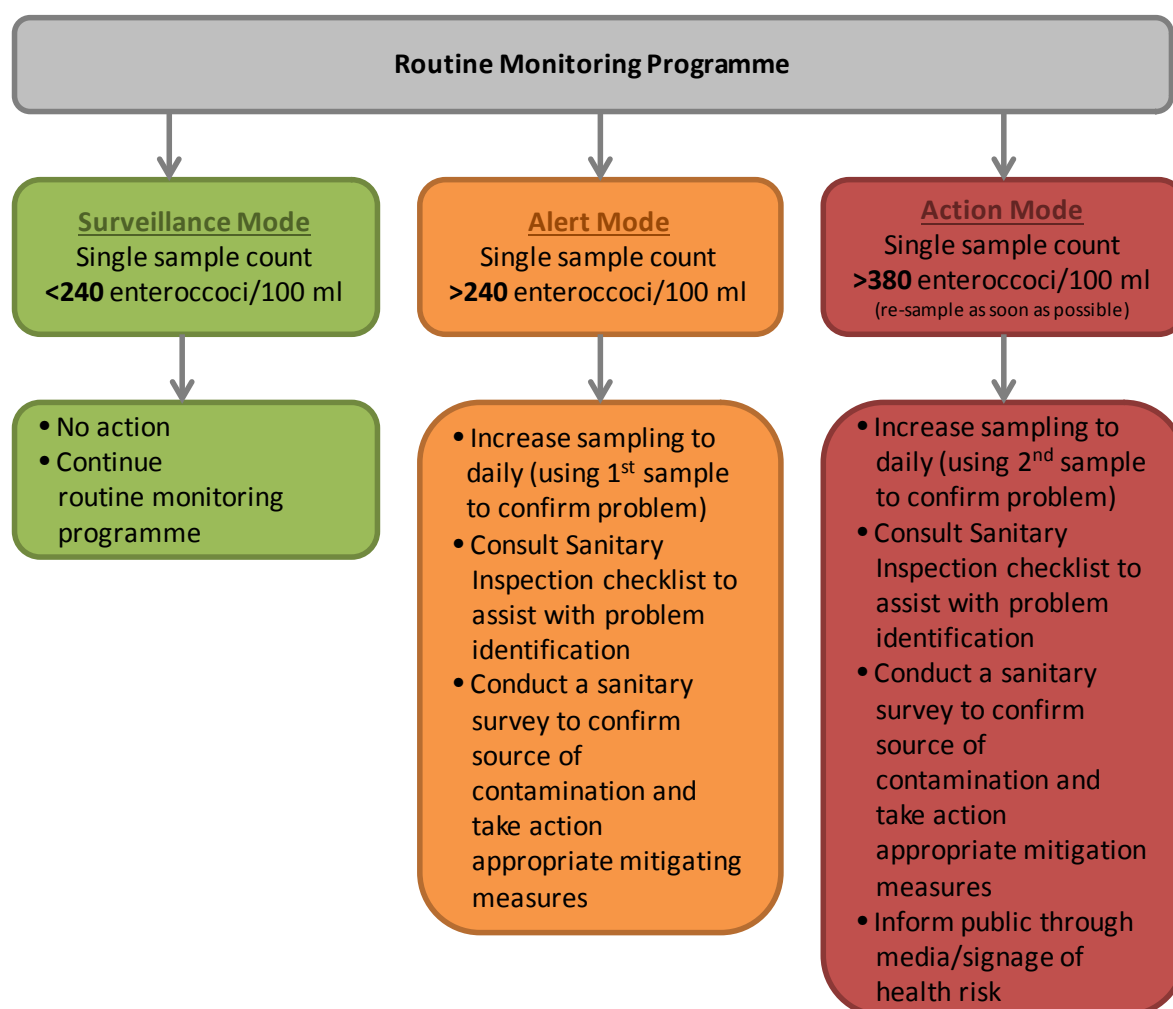 Routine Monitoring Programme
Surveillance Mode
Single sample count
<240 enteroccoci/100 ml
Alert Mode
Single sample count
>240 enteroccoci/100 ml
Action Mode
Single sample count
>380 enteroccoci/100 ml
(re-sample as soon as possible)
• No action
• Continue
routine monitoring
programme
• Increase sampling to
daily (using 1st sample
to confirm problem)
• Consult Sanitary
Inspection checklist to
assist with problem
identification
• Conduct a sanitary
survey to confirm
source of
contamination and
take action
appropriate mitigating
measures
• Increase sampling to
daily (using 2nd sample
to confirm problem)
• Consult Sanitary
Inspection checklist to
assist with problem
identification
• Conduct a sanitary
survey to confirm
source of
contamination and
take action
appropriate mitigation
measures
• Inform public through
media/signage of
health risk